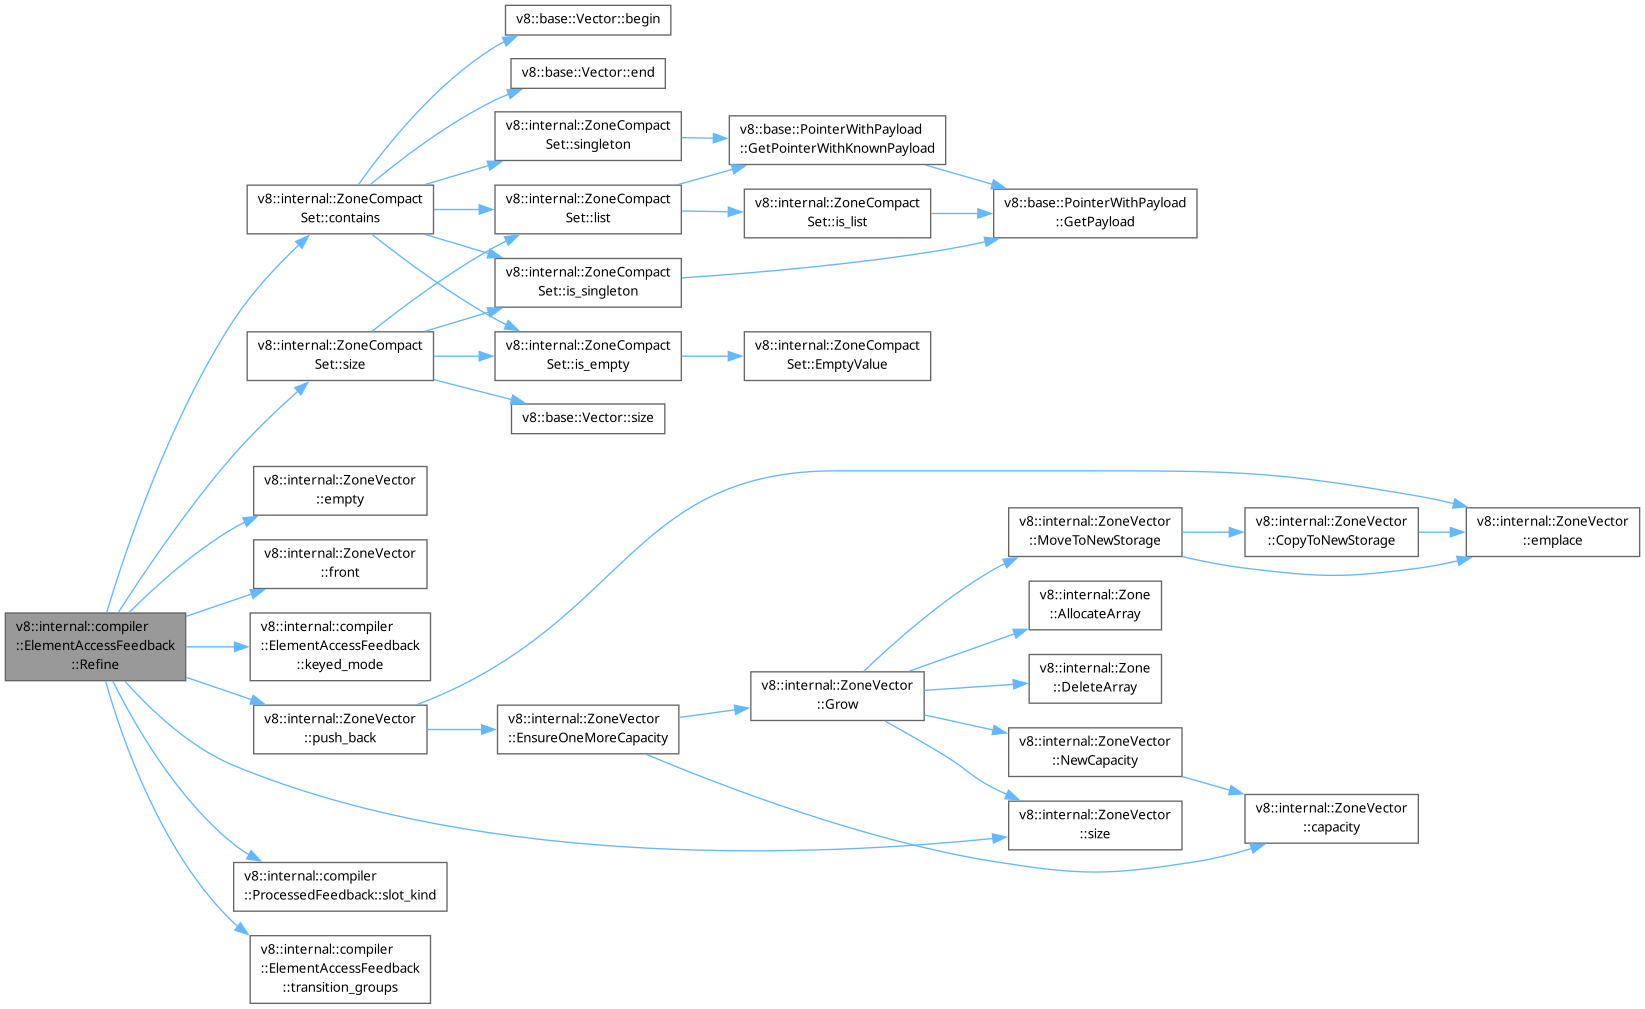 v8::base::Vector::begin
v8::base::Vector::end
v8::internal::ZoneCompact
Set::singleton
v8::base::PointerWithPayload
::GetPointerWithKnownPayload
v8::internal::ZoneCompact
Set::contains
v8::internal::ZoneCompact
Set::list
v8::internal::ZoneCompact
Set::is_list
v8::base::PointerWithPayload
::GetPayload
v8::internal::ZoneCompact
Set::is_singleton
v8::internal::ZoneCompact
Set::size
v8::internal::ZoneCompact
Set::is_empty
v8::internal::ZoneCompact
Set::EmptyValue
v8::base::Vector::size
v8::internal::ZoneVector
::empty
v8::internal::ZoneVector
::front
v8::internal::compiler
::ElementAccessFeedback
::Refine
v8::internal::compiler
::ElementAccessFeedback
::keyed_mode
v8::internal::ZoneVector
::push_back
v8::internal::ZoneVector
::EnsureOneMoreCapacity
v8::internal::ZoneVector
::Grow
v8::internal::ZoneVector
::MoveToNewStorage
v8::internal::ZoneVector
::CopyToNewStorage
v8::internal::ZoneVector
::emplace
v8::internal::Zone
::AllocateArray
v8::internal::Zone
::DeleteArray
v8::internal::ZoneVector
::NewCapacity
v8::internal::ZoneVector
::size
v8::internal::ZoneVector
::capacity
v8::internal::compiler
::ProcessedFeedback::slot_kind
v8::internal::compiler
::ElementAccessFeedback
::transition_groups